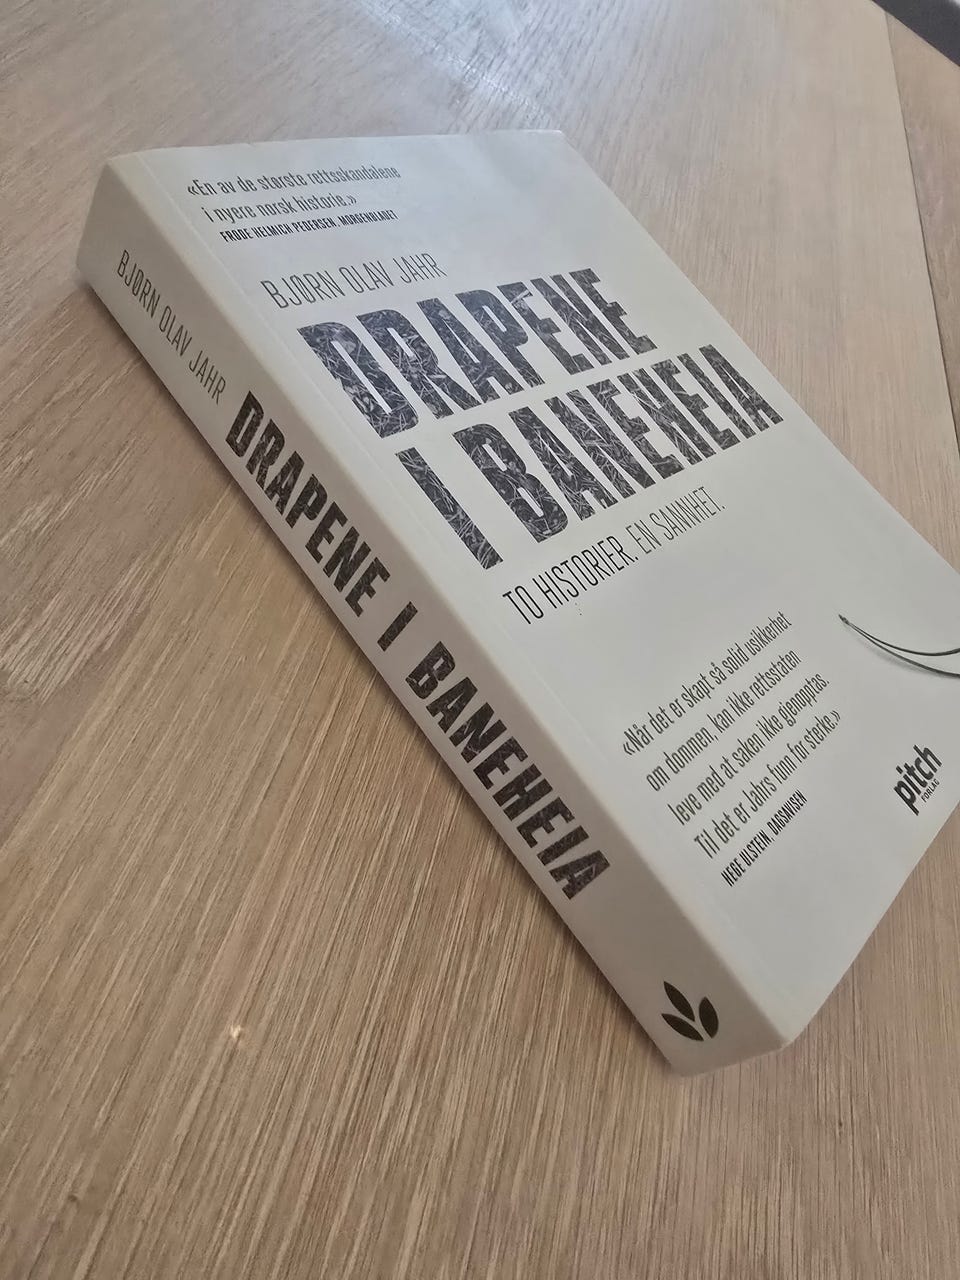 «En av de største rettsskandalene
i nyere norsk historie.»
FRODE HELMICH PEDERSEN, MORGENBLADET
BJØRN OLAV JAHR
DRAPENE
I BANEHEIA
TO HISTORIER. EN SANNHET.
«Når det er skapt så solid usikkerhet
om dommen, kan ikke rettsstaten
leve med at saken ikke gjenopptas.
Til det er Jahrs funn for sterke.»
HEGE ULSTEIN, DAGSAVISEN
pitch
FORLAG
BJØRN OLAV JAHR
DRAPENE I BANEHEIA